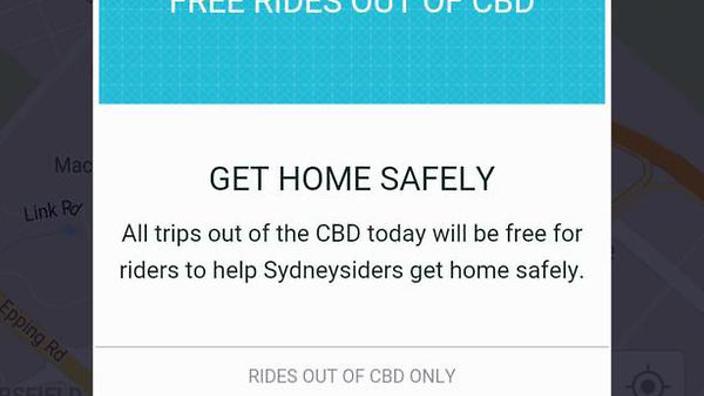 FREE RIDES OUT OF CBD
Mac
GET HOME SAFELY
Link Rd
All trips out of the CBD today will be free for
riders to help Sydneysiders get home safely.
Epping Rd
RIDES OUT OF CBD ONLY